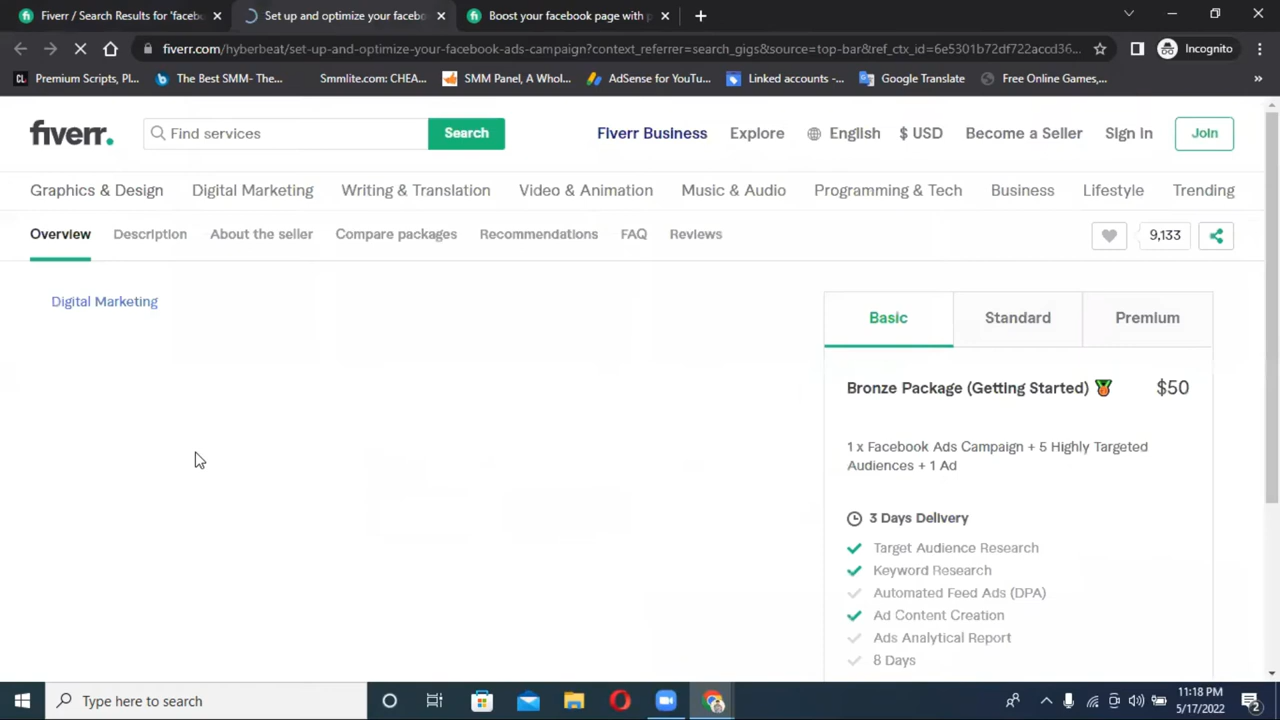 Fiverr / Search Results for 'facebo
Set up and optimize your facebo
Boost your facebook page with p
fiverr.com/hyberbeat/set-up-and-optimize-your-facebook-ads-campaign?context_referrer=search_gigs&source=top-bar&ref_ctx_id=6e5301b72df722accd36...
Incognito
Premium Scripts, Pl...
The Best SMM- The...
Smmlite.com: CHEA...
SMM Panel, A Whol...
AdSense for YouTu...
Linked accounts -...
Google Translate
Free Online Games,...
fiverr.
Find services
Search
Fiverr Business
Explore
English
$ USD
Become a Seller
Sign In
Join
Graphics & Design
Digital Marketing
Writing & Translation
Video & Animation
Music & Audio
Programming & Tech
Business
Lifestyle
Trending
Overview
Description
About the seller
Compare packages
Recommendations
FAQ
Reviews
9,133
Digital Marketing
Basic
Standard
Premium
Bronze Package (Getting Started)
$50
1 x Facebook Ads Campaign + 5 Highly Targeted
Audiences + 1 Ad
3 Days Delivery
Target Audience Research
Keyword Research
Automated Feed Ads (DPA)
Ad Content Creation
Ads Analytical Report
8 Days
Type here to search
11:18 PM
5/17/2022
2